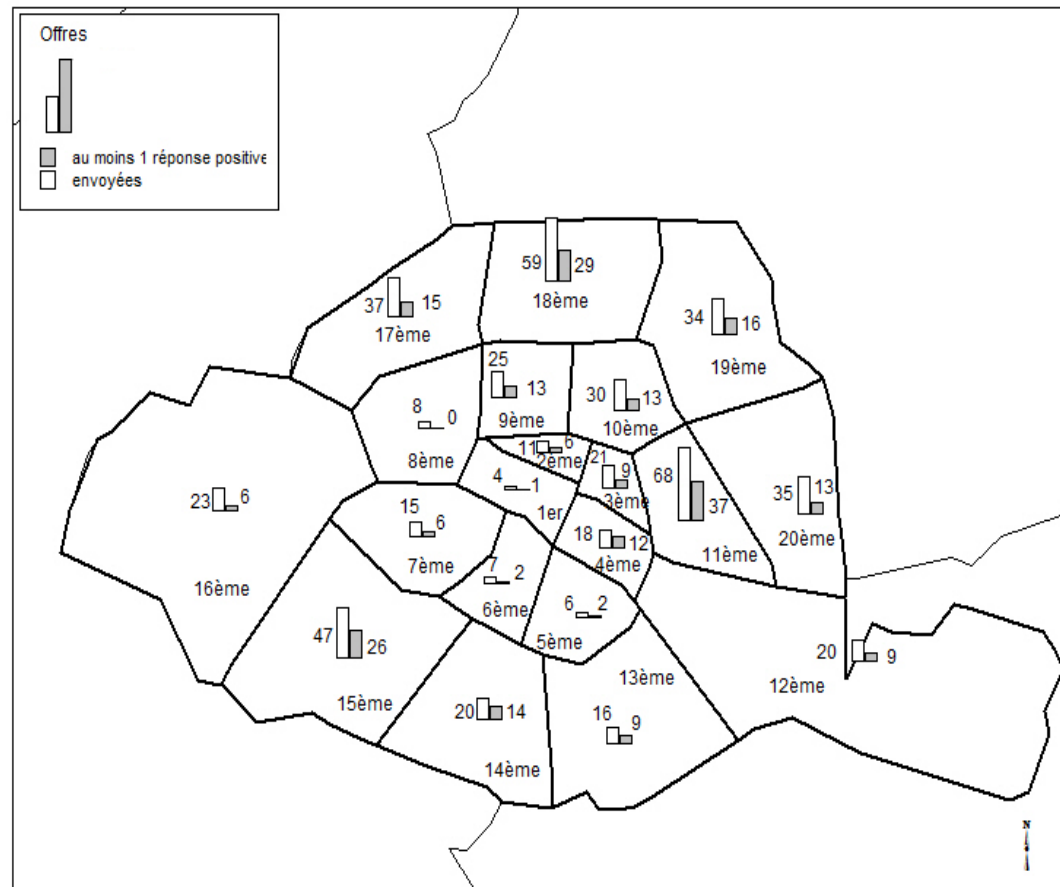 Offres
au moins 1 réponse positive
envoyées
59 29
18ème
37 15
17ème
34 16
19ème
25
13
9ème
30 13
10ème
8 0
8ème
11 6
2ème
21 9
3ème
68
37
11ème
35 13
20ème
4 1
1er
23 6
16ème
15
6
7ème
18 12
4ème
7 2
6ème
6 2
5ème
47
26
15ème
20 9
12ème
13ème
16 9
20 14
14ème
N